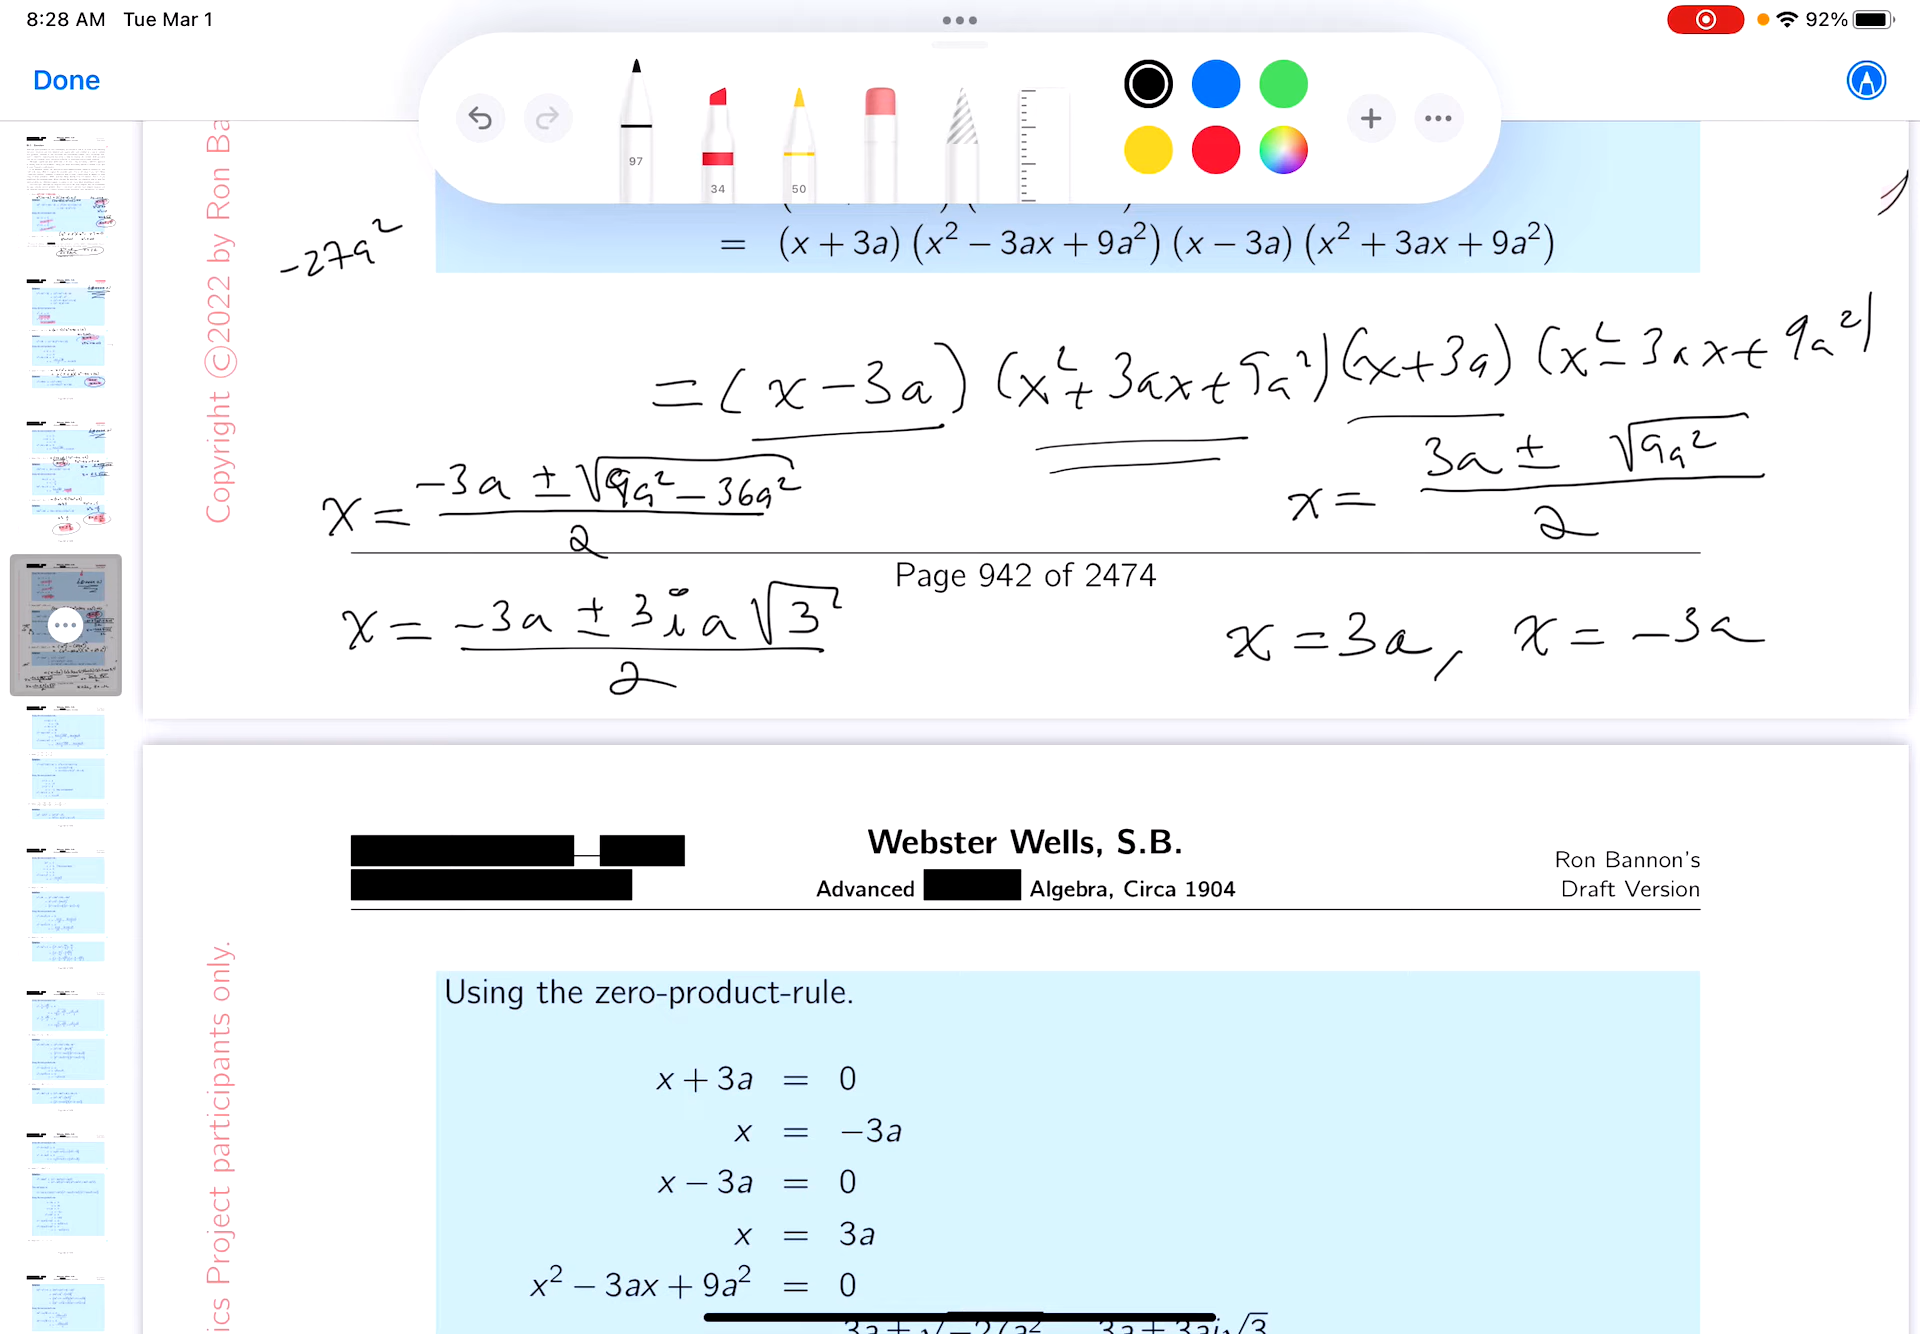 8:28 AM Tue Mar 1
92%
Done
97
34
50
Copyright ©2022 by Ron Ba
-27a²
= (x + 3a) (x² − 3ax + 9a²) (x − 3a) (x² + 3ax + 9a²)
= (x − 3a) (x² + 3ax + 9a²) (x + 3a) (x² − 3ax + 9a²)
x = (-3a ± √(9a² − 36a²)) / 2
x = (3a ± √(9a²)) / 2
Page 942 of 2474
x = (-3a ± 3ia√3) / 2
x = 3a, x = −3a
Webster Wells, S.B.
Advanced Algebra, Circa 1904
Ron Bannon's
Draft Version
ics Project participants only.
Using the zero-product-rule.
x + 3a = 0
x = −3a
x − 3a = 0
x = 3a
x² − 3ax + 9a² = 0